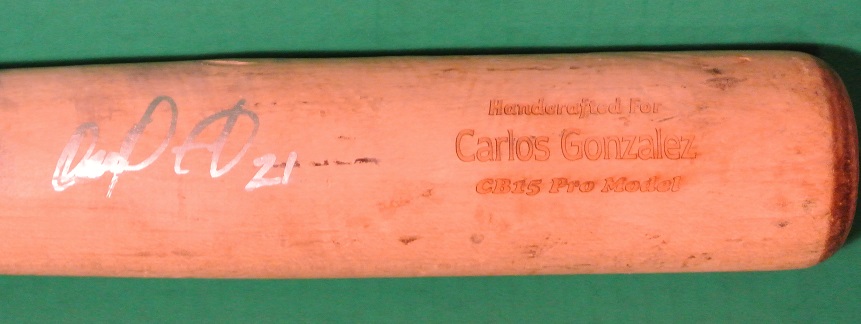 21
Handcrafted For
Carlos Gonzalez
CB15 Pro Model